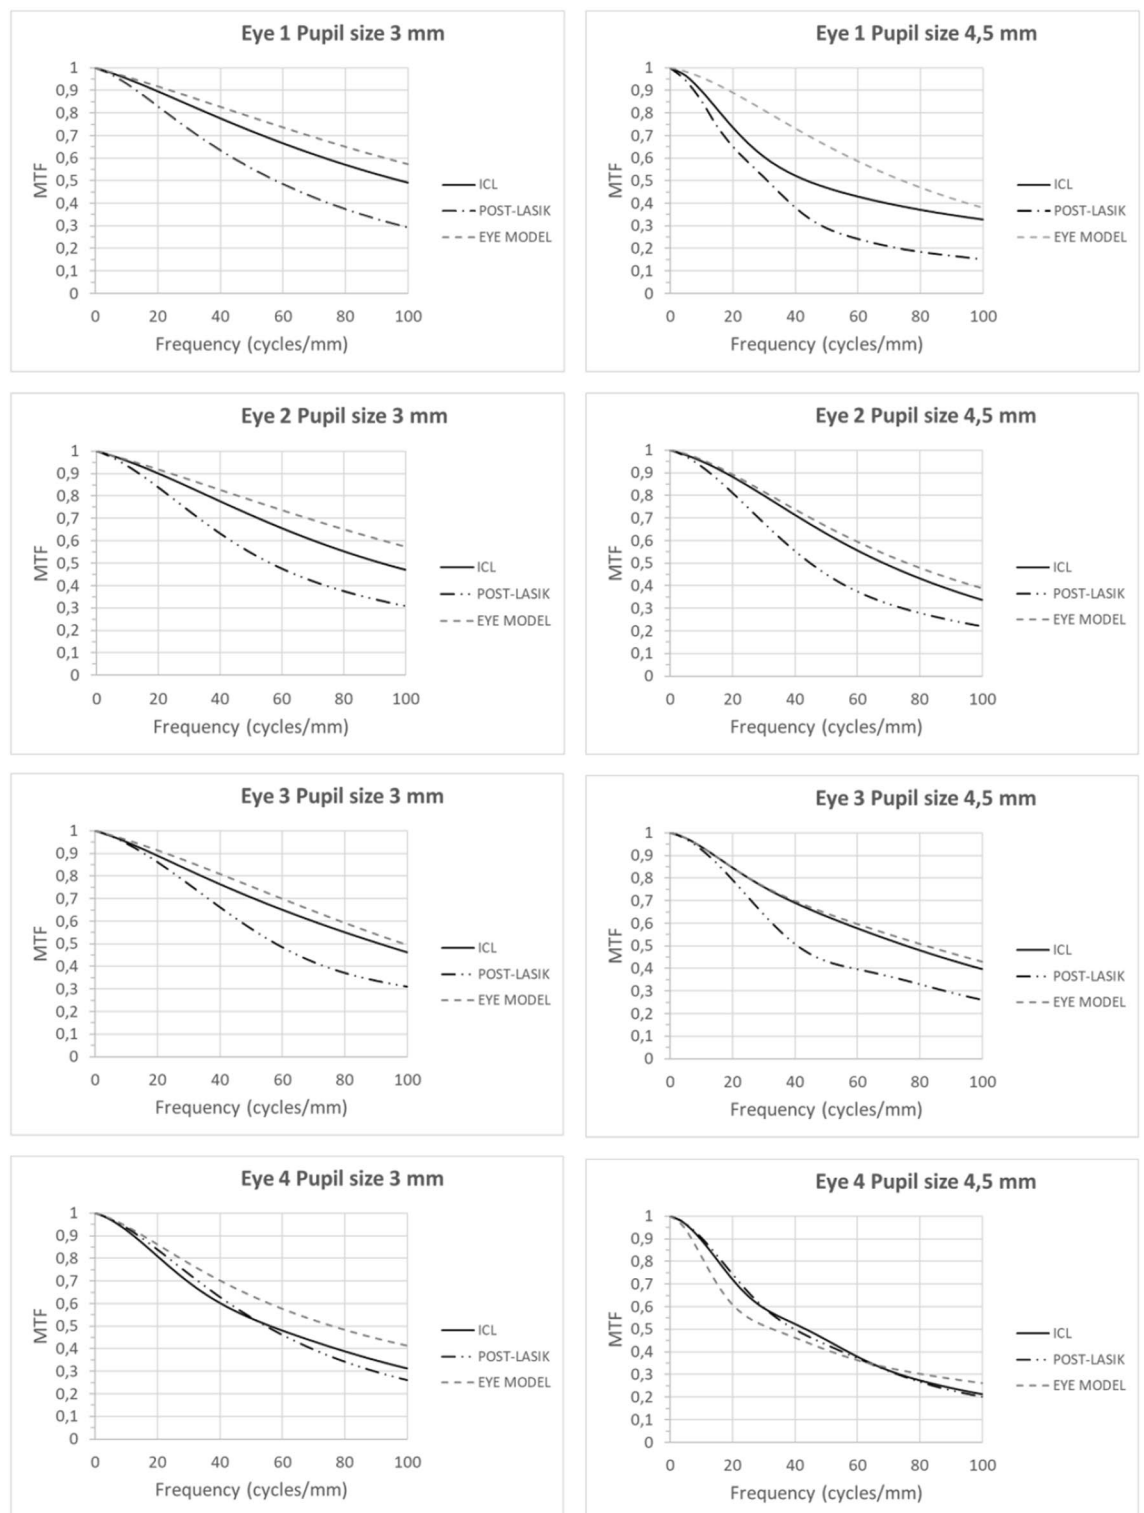 Eye 1 Pupil size 3 mm
1
0,9
0,8
0,7
0,6
0,5
0,4
0,3
0,2
0,1
0
MTF
0 20 40 60 80 100
Frequency (cycles/mm)
ICL
POST-LASIK
EYE MODEL
Eye 1 Pupil size 4,5 mm
1
0,9
0,8
0,7
0,6
0,5
0,4
0,3
0,2
0,1
0
MTF
0 20 40 60 80 100
Frequency (cycles/mm)
ICL
POST-LASIK
EYE MODEL
Eye 2 Pupil size 3 mm
1
0,9
0,8
0,7
0,6
0,5
0,4
0,3
0,2
0,1
0
MTF
0 20 40 60 80 100
Frequency (cycles/mm)
ICL
POST-LASIK
EYE MODEL
Eye 2 Pupil size 4,5 mm
1
0,9
0,8
0,7
0,6
0,5
0,4
0,3
0,2
0,1
0
MTF
0 20 40 60 80 100
Frequency (cycles/mm)
ICL
POST-LASIK
EYE MODEL
Eye 3 Pupil size 3 mm
1
0,9
0,8
0,7
0,6
0,5
0,4
0,3
0,2
0,1
0
MTF
0 20 40 60 80 100
Frequency (cycles/mm)
ICL
POST-LASIK
EYE MODEL
Eye 3 Pupil size 4,5 mm
1
0,9
0,8
0,7
0,6
0,5
0,4
0,3
0,2
0,1
0
MTF
0 20 40 60 80 100
Frequency (cycles/mm)
ICL
POST-LASIK
EYE MODEL
Eye 4 Pupil size 3 mm
1
0,9
0,8
0,7
0,6
0,5
0,4
0,3
0,2
0,1
0
MTF
0 20 40 60 80 100
Frequency (cycles/mm)
ICL
POST-LASIK
EYE MODEL
Eye 4 Pupil size 4,5 mm
1
0,9
0,8
0,7
0,6
0,5
0,4
0,3
0,2
0,1
0
MTF
0 20 40 60 80 100
Frequency (cycles/mm)
ICL
POST-LASIK
EYE MODEL